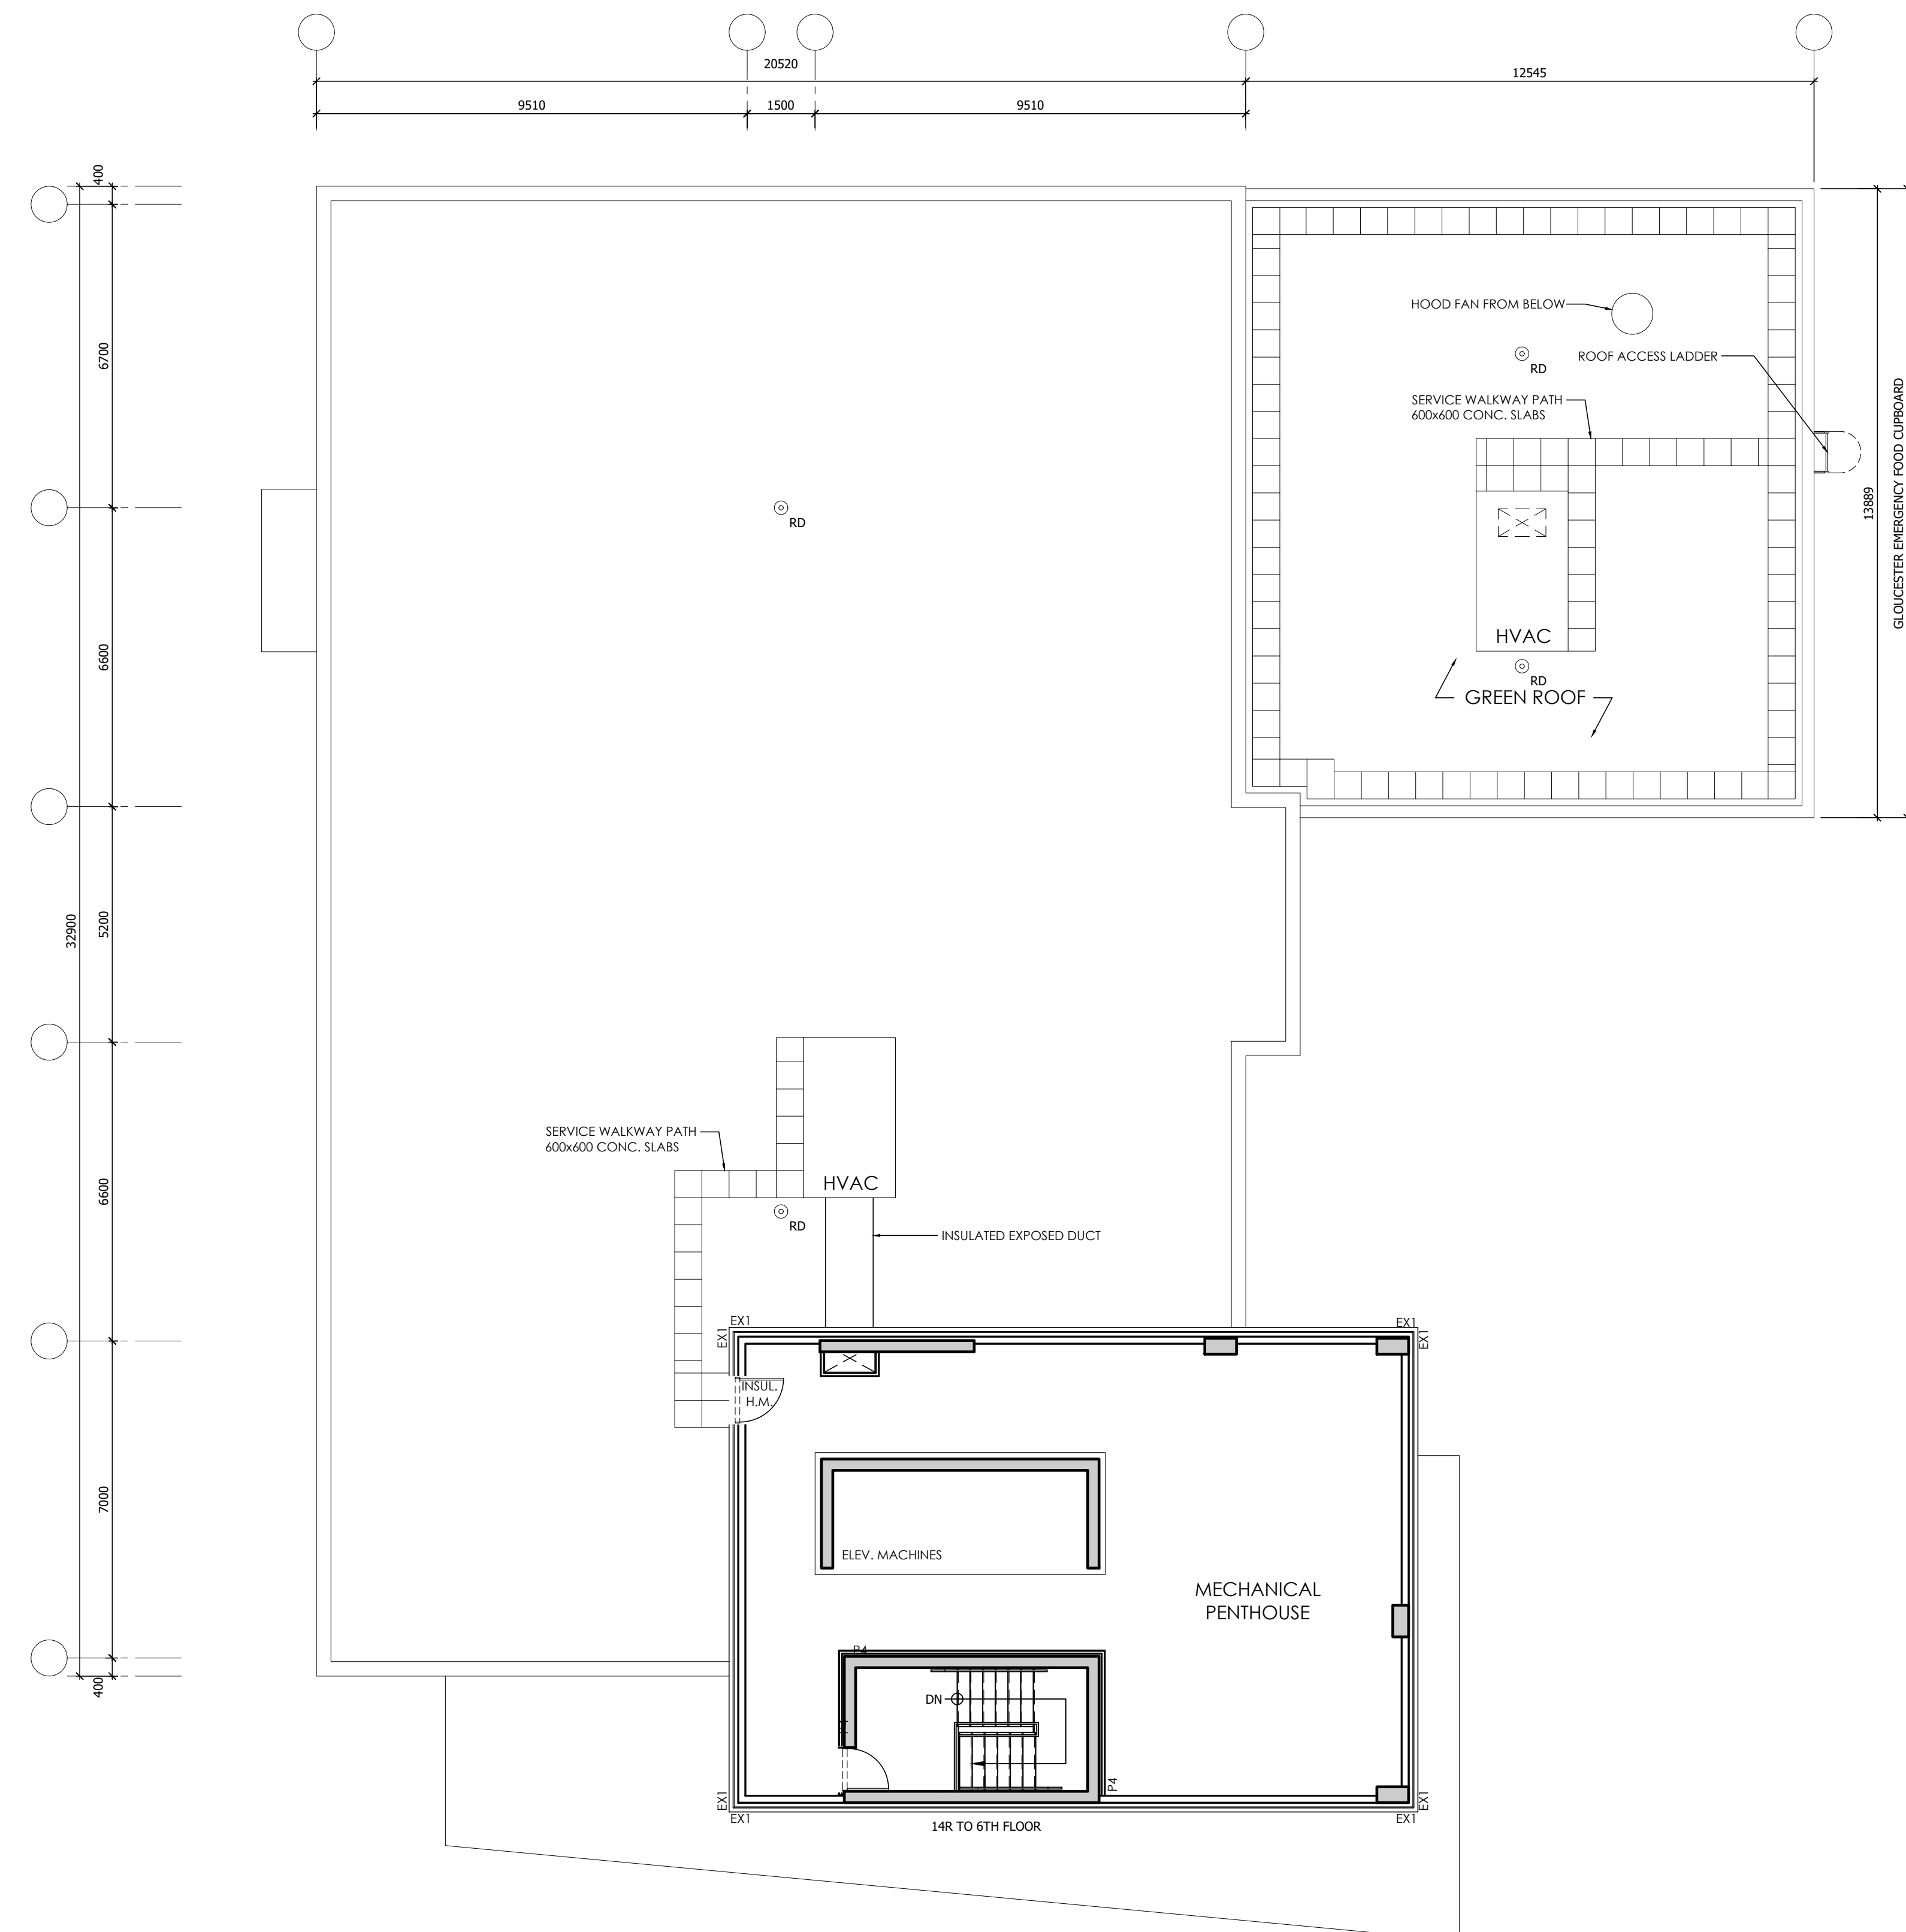 20520
12545
9510
1500
9510
400
6700
HOOD FAN FROM BELOW
RD
ROOF ACCESS LADDER
SERVICE WALKWAY PATH
600x600 CONC. SLABS
GLOUCESTER EMERGENCY FOOD CUPBOARD
13889
RD
6600
HVAC
RD
GREEN ROOF
32900
5200
SERVICE WALKWAY PATH
600x600 CONC. SLABS
HVAC
6600
RD
INSULATED EXPOSED DUCT
EX1
EX1
EX1
EX1
INSUL.
H.M.
7000
ELEV. MACHINES
MECHANICAL
PENTHOUSE
P4
400
DN
P4
EX1
EX1
EX1
EX1
14R TO 6TH FLOOR